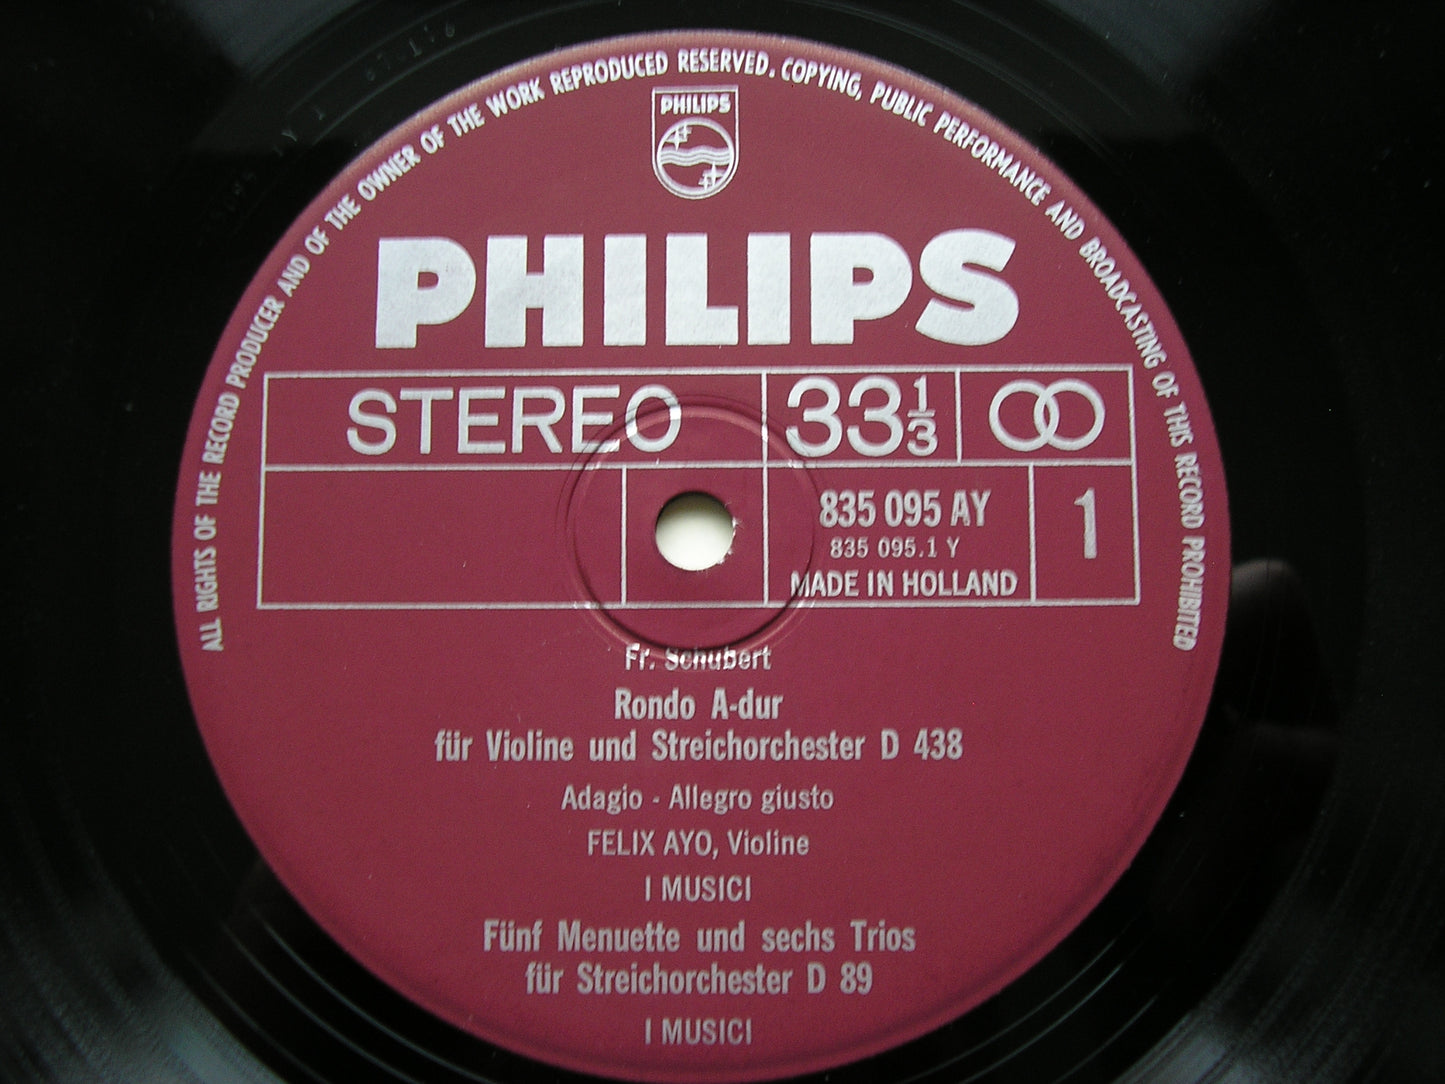 ALL RIGHTS OF THE RECORD PRODUCER AND OF THE OWNER OF THE WORK REPRODUCED RESERVED. COPYING, PUBLIC PERFORMANCE AND BROADCASTING OF THIS RECORD PROHIBITED
PHILIPS
PHILIPS
STEREO 33 1/3
835 095 AY 1
835 095.1 Y
MADE IN HOLLAND
Fr. Schubert
Rondo A-dur
für Violine und Streichorchester D 438
Adagio - Allegro giusto
FELIX AYO, Violine
I MUSICI
Fünf Menuette und sechs Trios
für Streichorchester D 89
I MUSICI